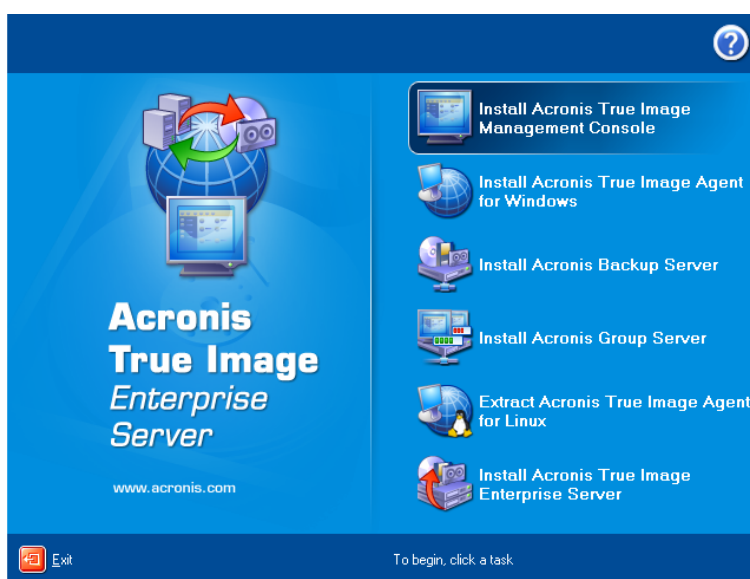 ?
Install Acronis True Image
Management Console
Install Acronis True Image Agent
for Windows
Install Acronis Backup Server
Install Acronis Group Server
Extract Acronis True Image Agent
for Linux
Install Acronis True Image
Enterprise Server
Acronis
True Image
Enterprise
Server
www.acronis.com
Exit
To begin, click a task